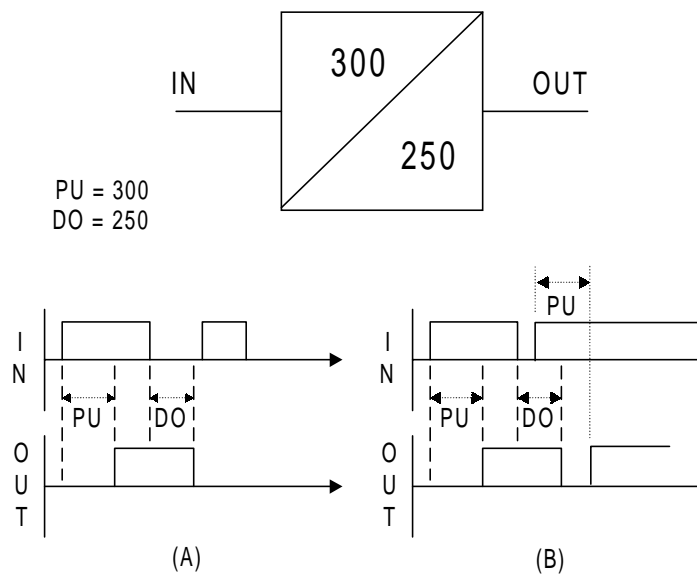 300
IN
OUT
250
PU = 300
DO = 250
PU
I
N
PU
DO
O
U
T
(A)
I
N
PU
DO
O
U
T
(B)